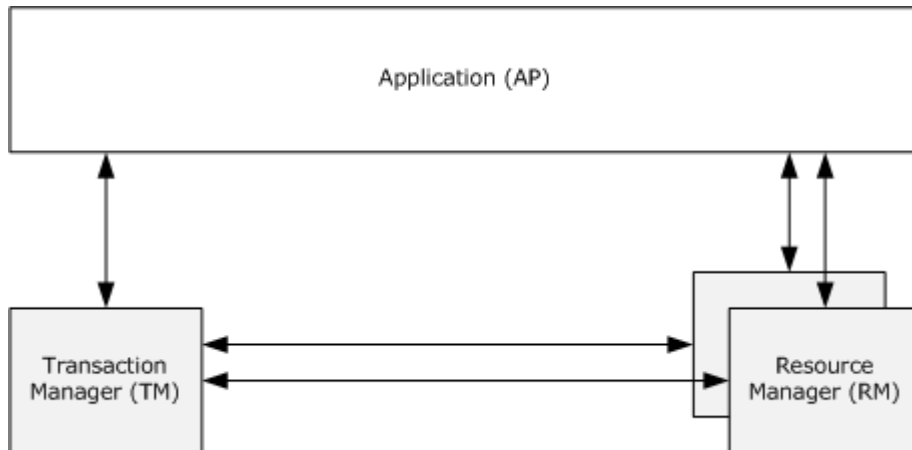 Application (AP)
Transaction
Manager (TM)
Resource
Manager (RM)